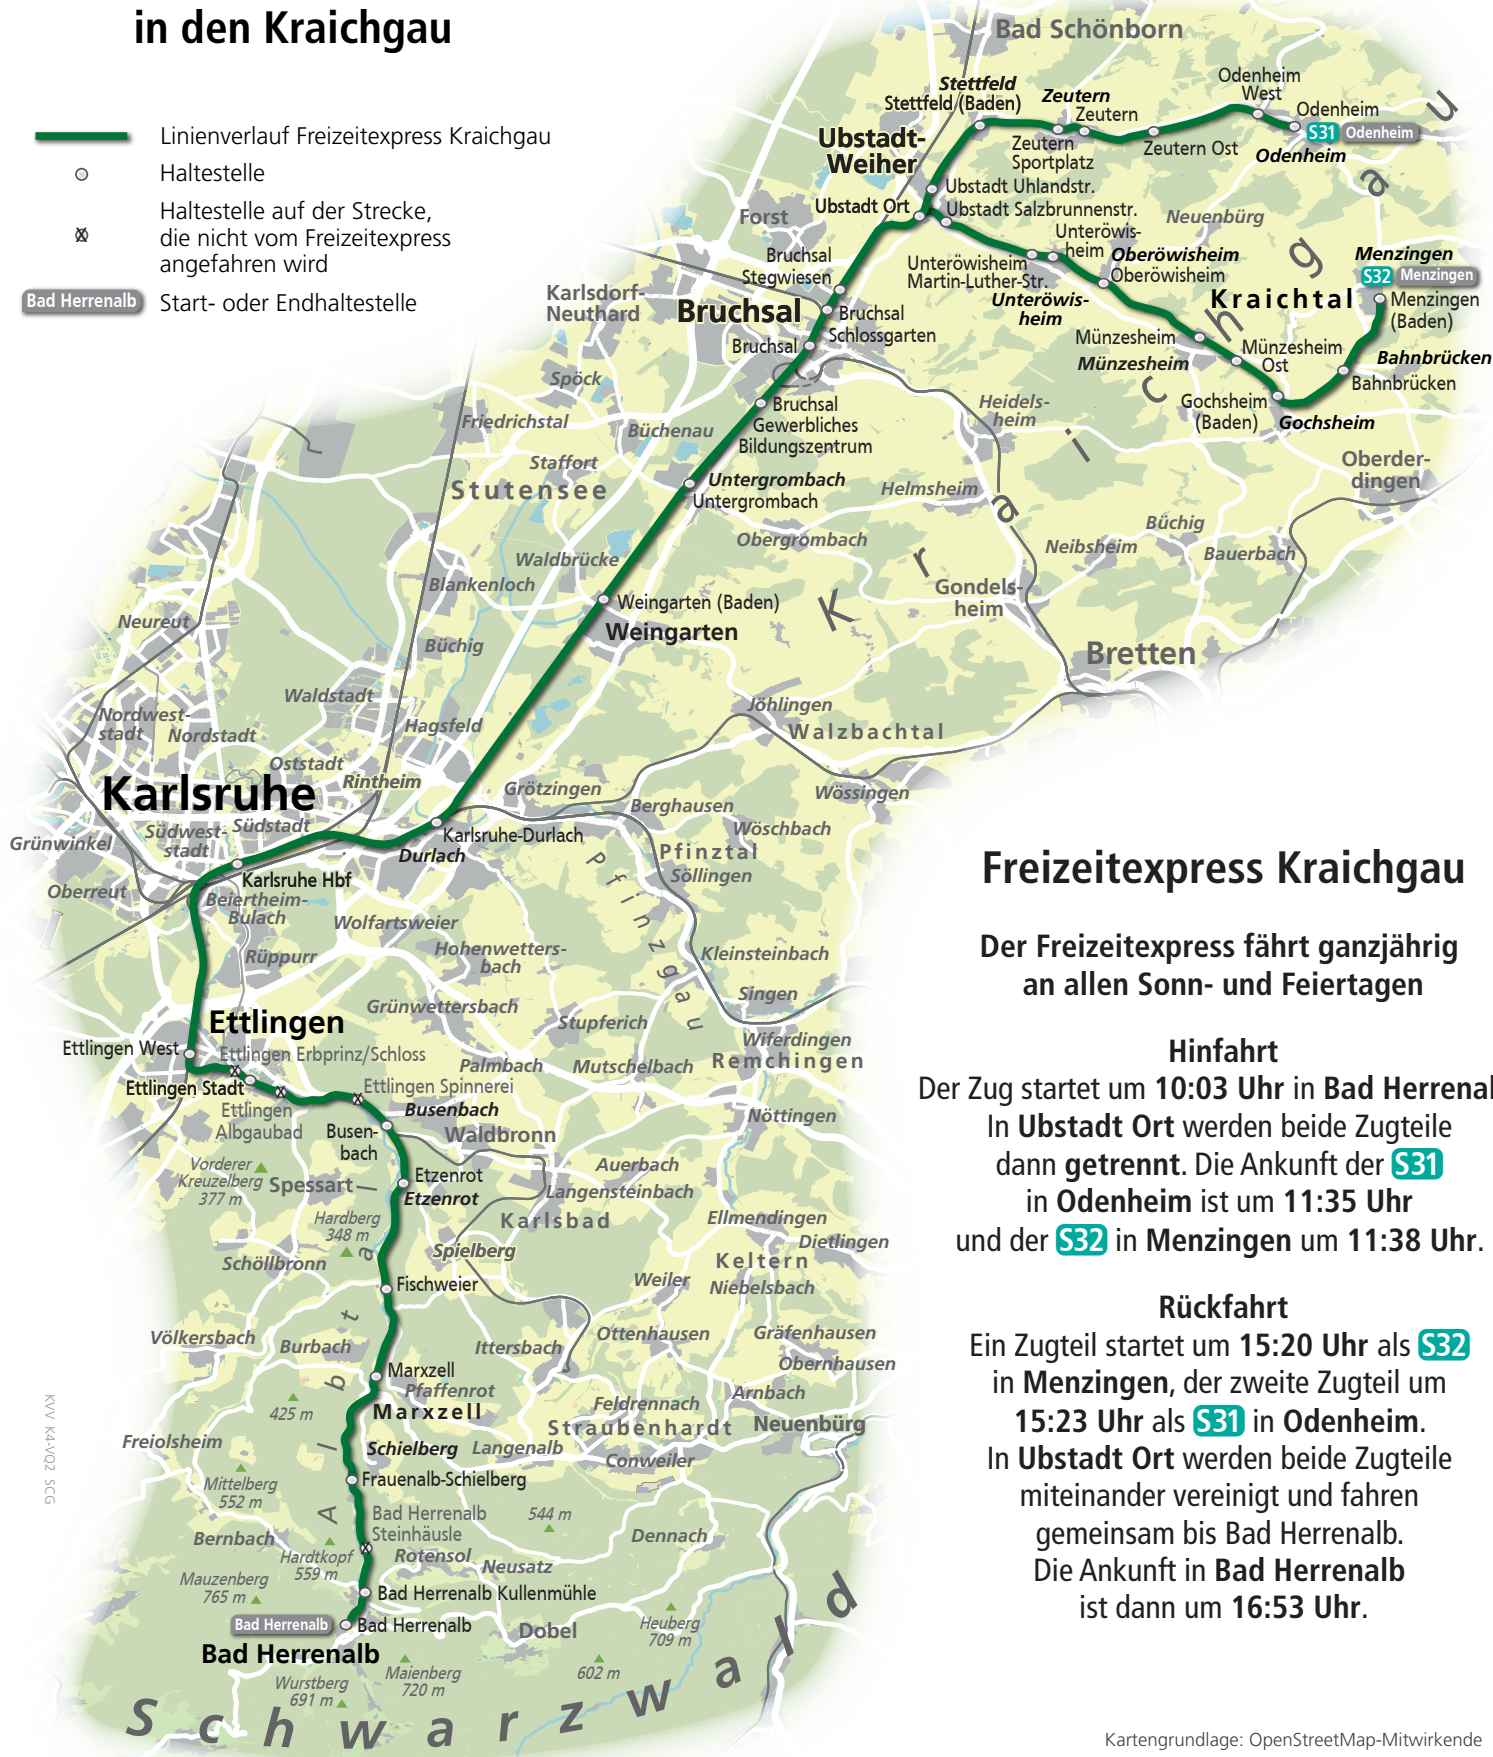 in den Kraichgau
Linienverlauf Freizeitexpress Kraichgau
Haltestelle
Haltestelle auf der Strecke,
die nicht vom Freizeitexpress
angefahren wird
Bad Herrenalb
Start- oder Endhaltestelle
Bad Schönborn
Stettfeld
Stettfeld (Baden)
Zeutern
Zeutern
Zeutern
Sportplatz
Zeutern Ost
Odenheim
West
Odenheim
S31 Odenheim
Odenheim
Ubstadt-
Weiher
Ubstadt Uhlandstr.
Ubstadt Ort
Ubstadt Salzbrunnenstr.
Neuenbürg
Forst
Unteröwis-
heim
Unteröwisheim
Martin-Luther-Str.
Unteröwis-
heim
Oberöwisheim
Oberöwisheim
Menzingen
S32 Menzingen
Menzingen
(Baden)
Kraichtal
Bruchsal
Stegwiesen
Karlsdorf-
Neuthard
Bruchsal
Bruchsal
Schlossgarten
Bruchsal
Münzesheim
Münzesheim
Münzesheim
Ost
Bahnbrücken
Bahnbrücken
Gochsheim
(Baden)
Gochsheim
Spöck
Friedrichstal
Büchenau
Bruchsal
Gewerbliches
Bildungszentrum
Heidels-
heim
Staffort
Stutensee
Untergrombach
Untergrombach
Helmsheim
Oberder-
dingen
Obergrombach
Büchig
Neibsheim
Bauerbach
Waldbrücke
Blankenloch
Gondels-
heim
Kraichgau
Weingarten (Baden)
Weingarten
Bretten
Neureut
Büchig
Waldstadt
Hagsfeld
Nordwest-
stadt
Nordstadt
Jöhlingen
Walzbachtal
Oststadt
Rintheim
Karlsruhe
Grötzingen
Berghausen
Wössingen
Wöschbach
Grünwinkel
Südwest-
stadt
Südstadt
Karlsruhe-Durlach
Durlach
Pfinztal
Söllingen
Oberreut
Karlsruhe Hbf
Beiertheim-
Bulach
Wolfartsweier
Pfinzgau
Rüppurr
Hohenwetters-
bach
Kleinsteinbach
Singen
Grünwettersbach
Stupferich
Wiferdingen
Remchingen
Ettlingen
Ettlingen West
Ettlingen Erbprinz/Schloss
Palmbach
Mutschelbach
Ettlingen Stadt
Ettlingen Spinnerei
Ettlingen
Albgaubad
Busenbach
Busen-
bach
Waldbronn
Nöttingen
Vorderer
Kreuzelberg
377 m
Spessart
Etzenrot
Etzenrot
Auerbach
Langensteinbach
Karlsbad
Hardberg
348 m
Ellmendingen
Dietlingen
Schöllbronn
Spielberg
Keltern
Weiler
Niebelsbach
Fischweier
Albtal
Völkersbach
Burbach
Ittersbach
Ottenhausen
Gräfenhausen
Obernhausen
Marxzell
Pfaffenrot
Marxzell
425 m
Feldrennach
Arnbach
Straubenhardt
Neuenbürg
Freiolsheim
Schielberg
Langenalb
Conweiler
Mittelberg
552 m
Frauenalb-Schielberg
Bad Herrenalb
Steinhäusle
544 m
Dennach
Bernbach
Hardtkopf
559 m
Rotensol
Neusatz
Mauzenberg
765 m
Bad Herrenalb Kullenmühle
Bad Herrenalb
Bad Herrenalb
Bad Herrenalb
Dobel
Heuberg
709 m
Wurstberg
691 m
Maienberg
720 m
602 m
Schwarzwald
KVV K4-VQ2 SCG
Freizeitexpress Kraichgau
Der Freizeitexpress fährt ganzjährig
an allen Sonn- und Feiertagen
Hinfahrt
Der Zug startet um 10:03 Uhr in Bad Herrenal
In Ubstadt Ort werden beide Zugteile
dann getrennt. Die Ankunft der S31
in Odenheim ist um 11:35 Uhr
und der S32 in Menzingen um 11:38 Uhr.
Rückfahrt
Ein Zugteil startet um 15:20 Uhr als S32
in Menzingen, der zweite Zugteil um
15:23 Uhr als S31 in Odenheim.
In Ubstadt Ort werden beide Zugteile
miteinander vereinigt und fahren
gemeinsam bis Bad Herrenalb.
Die Ankunft in Bad Herrenalb
ist dann um 16:53 Uhr.
Kartengrundlage: OpenStreetMap-Mitwirkende